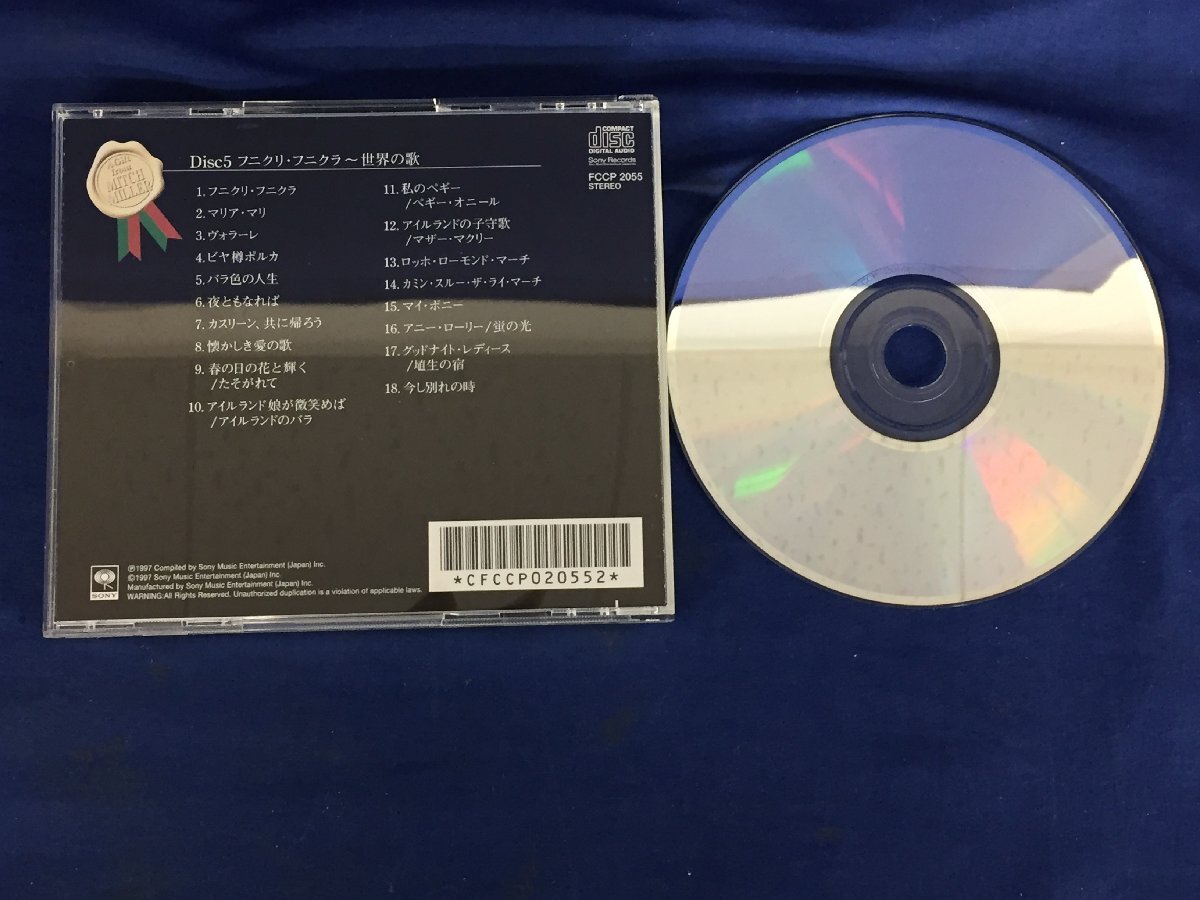 A Gift
from
MITCH
MILLER
Disc5 フニクリ・フニクラ～世界の歌
1. フニクリ・フニクラ
2. マリア・マリ
3. ヴォラーレ
4. ビヤ樽ポルカ
5. バラ色の人生
6. 夜ともなれば
7. カスリーン、共に帰ろう
8. 懐かしき愛の歌
9. 春の日の花と輝く
/たそがれて
10. アイルランド娘が微笑めば
/アイルランドのバラ
11. 私のペギー
/ペギー・オニール
12. アイルランドの子守歌
/マザー・マクリー
13. ロッホ・ローモンド・マーチ
14. カミン・スルー・ザ・ライ・マーチ
15. マイ・ボニー
16. アニー・ローリー/蛍の光
17. グッドナイト・レディース
/埴生の宿
18. 今し別れの時
COMPACT
disc
DIGITAL AUDIO
Sony Records
FCCP 2055
STEREO
SONY
℗1997 Compiled by Sony Music Entertainment (Japan) Inc.
©1997 Sony Music Entertainment (Japan) Inc.
Manufactured by Sony Music Entertainment (Japan) Inc.
WARNING:All Rights Reserved. Unauthorized duplication is a violation of applicable laws.
*CFCCP020552*